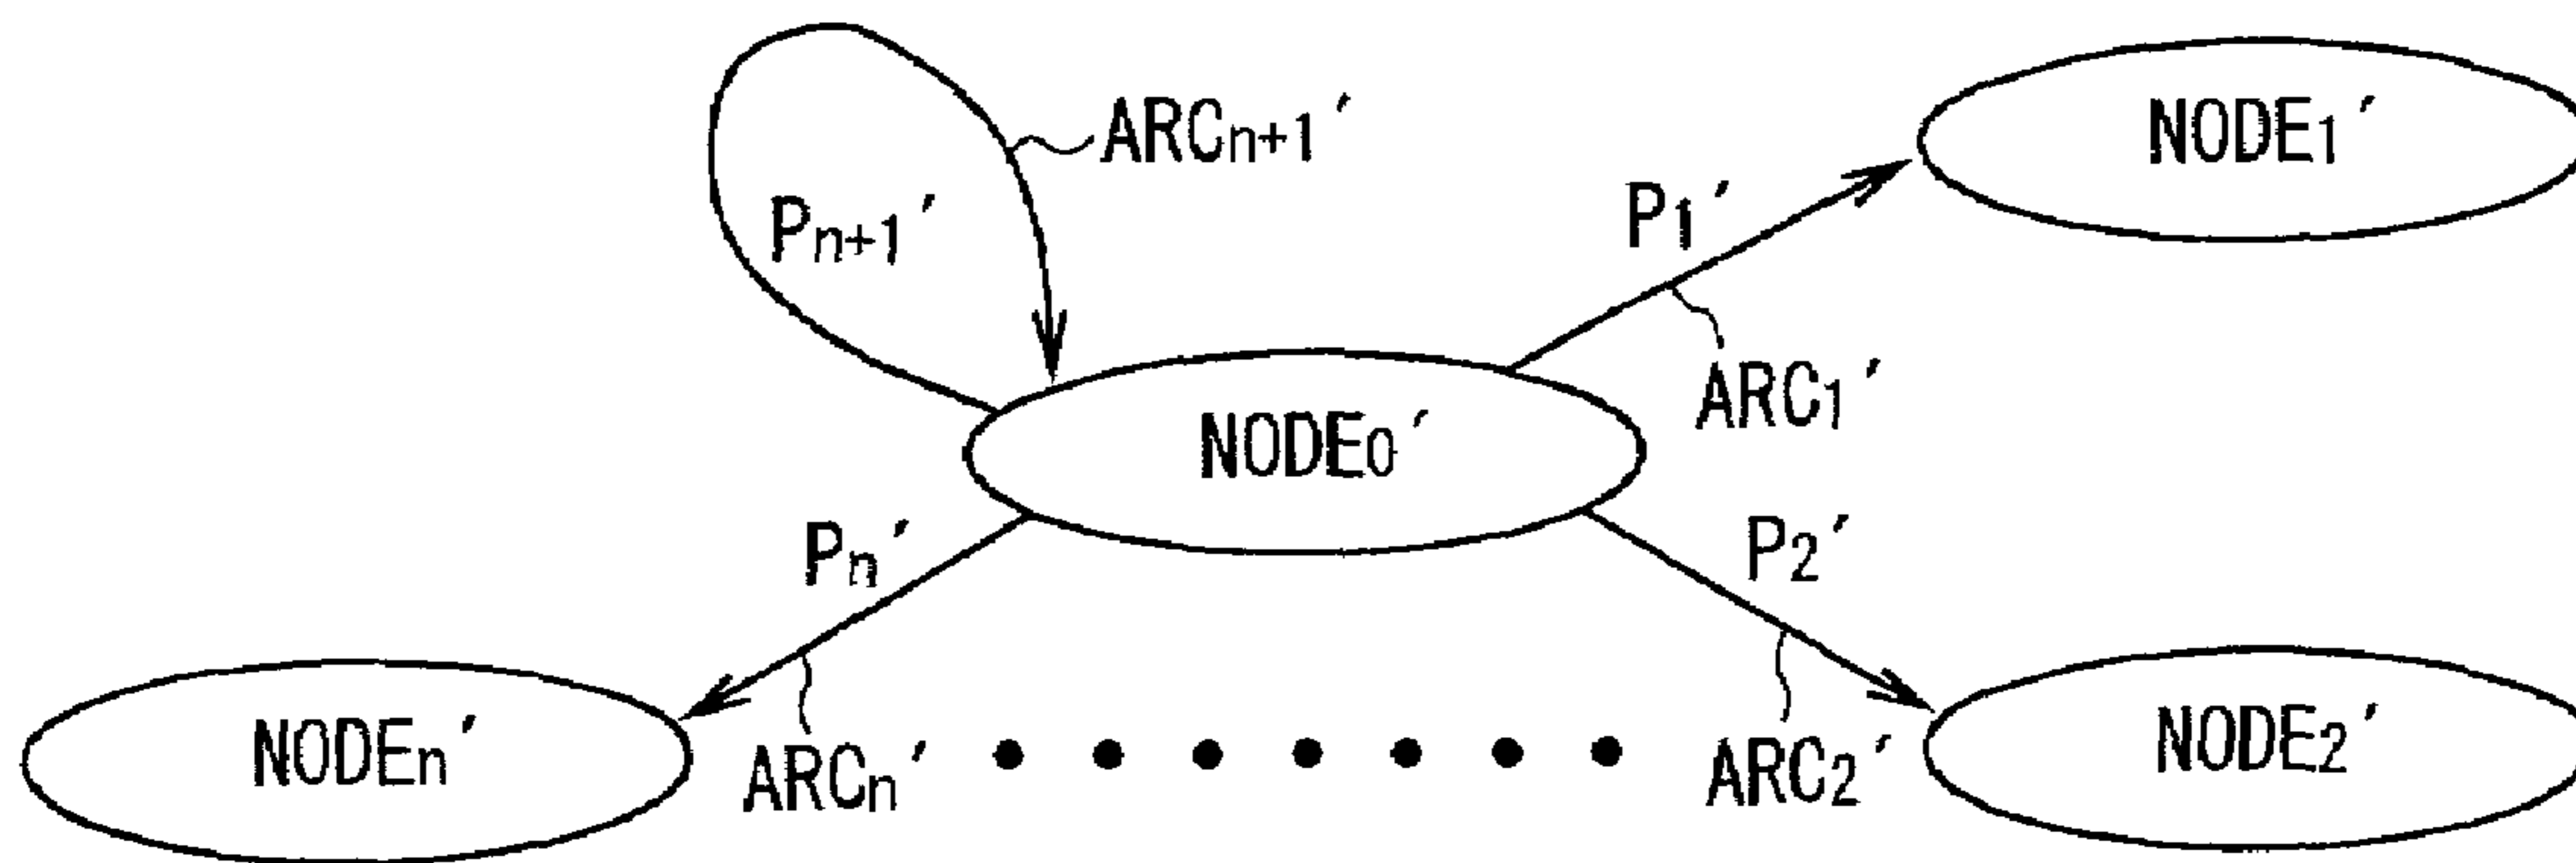 ARCn+1'
NODE1'
Pn+1'
P1'
ARC1'
NODE0'
Pn'
P2'
NODEn'
ARCn'
ARC2'
NODE2'